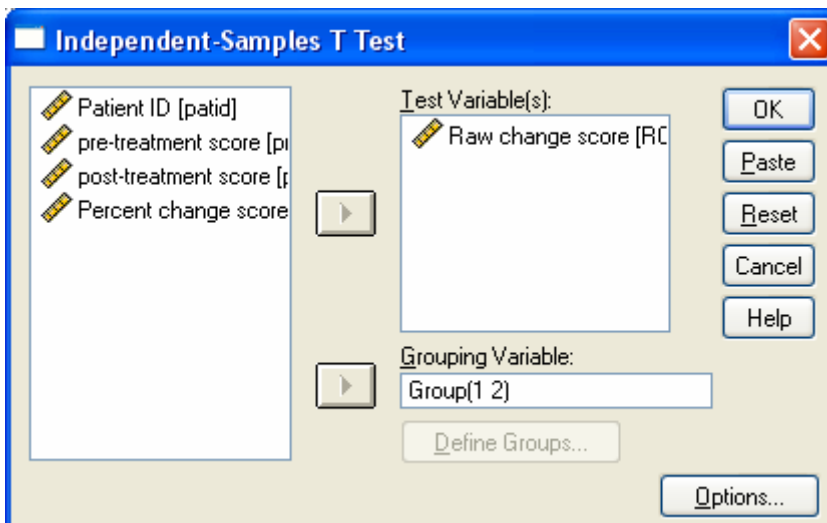 Independent-Samples T Test
Patient ID [patid]
pre-treatment score [pr
post-treatment score [p
Percent change score
Test Variable(s):
Raw change score [RC
Grouping Variable:
Group(1 2)
Define Groups...
OK
Paste
Reset
Cancel
Help
Options...